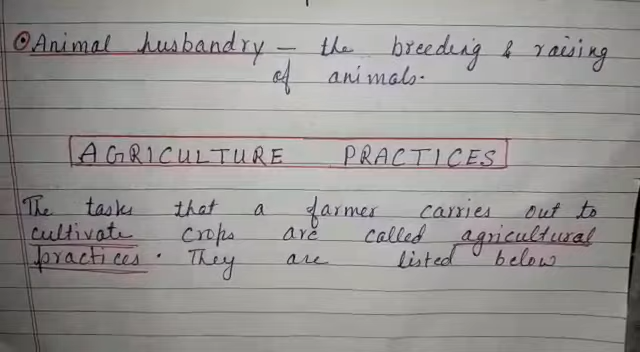 Animal husbandry – the breeding & raising
of animals.
AGRICULTURE PRACTICES
The tasks that a farmer carries out to
cultivate crops are called agricultural
practices. They are listed below